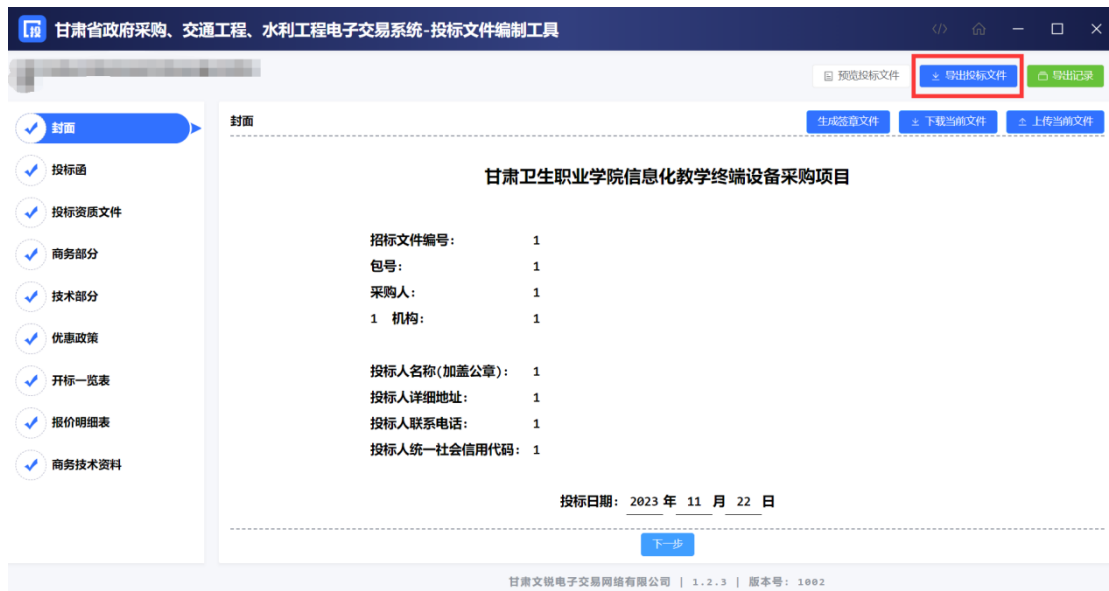 投 甘肃省政府采购、交通工程、水利工程电子交易系统-投标文件编制工具
预览投标文件 导出投标文件 导出记录
封面
投标函
投标资质文件
商务部分
技术部分
优惠政策
开标一览表
报价明细表
商务技术资料
封面 生成签章文件 下载当前文件 上传当前文件
甘肃卫生职业学院信息化教学终端设备采购项目
招标文件编号: 1
包号: 1
采购人: 1
1 机构: 1
投标人名称(加盖公章): 1
投标人详细地址: 1
投标人联系电话: 1
投标人统一社会信用代码: 1
投标日期: 2023 年 11 月 22 日
下一步
甘肃文锐电子交易网络有限公司 | 1.2.3 | 版本号: 1002